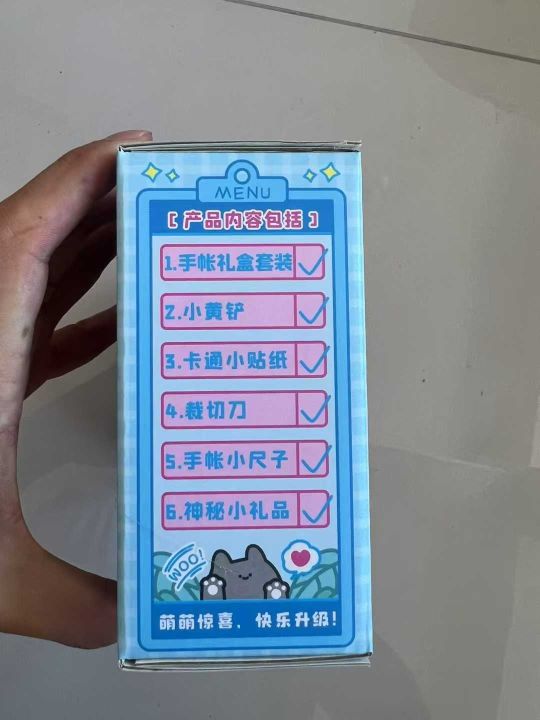 MENU
[产品内容包括]
1.手帐礼盒套装
2.小黄铲
3.卡通小贴纸
4.裁切刀
5.手帐小尺子
6.神秘小礼品
WOO!
萌萌惊喜，快乐升级!